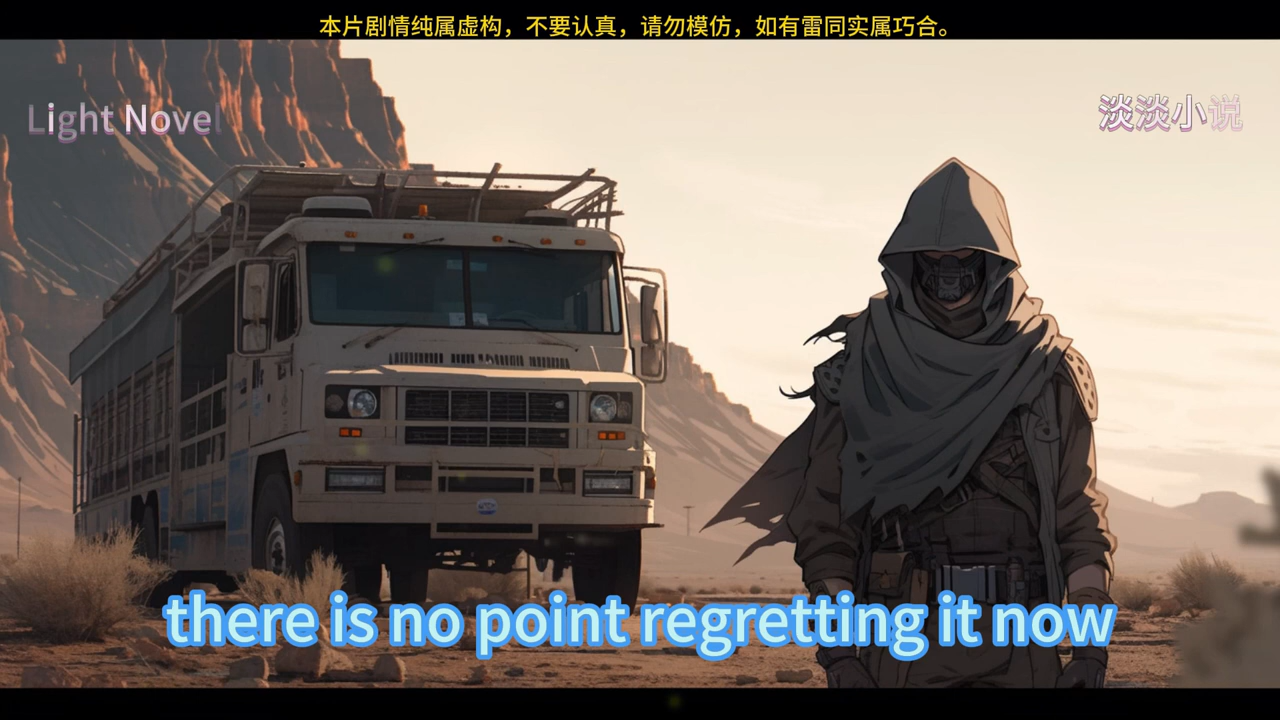 本片剧情纯属虚构，不要认真，请勿模仿，如有雷同实属巧合。
Light Novel
淡淡小说
there is no point regretting it now